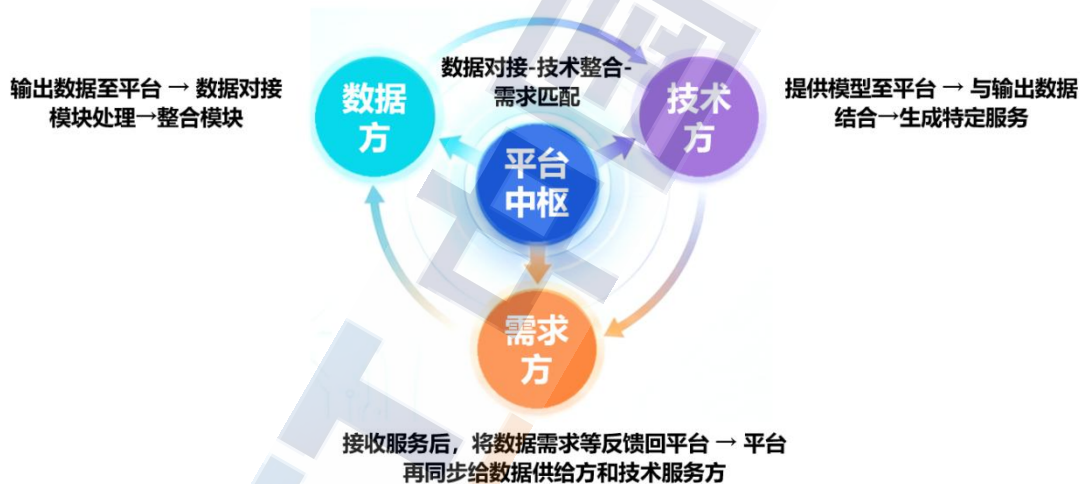 数据对接-技术整合-
需求匹配
输出数据至平台 → 数据对接
模块处理→整合模块
数据
方
技术
方
提供模型至平台 → 与输出数据
结合→生成特定服务
平台
中枢
需求
方
接收服务后，将数据需求等反馈回平台 → 平台
再同步给数据供给方和技术服务方